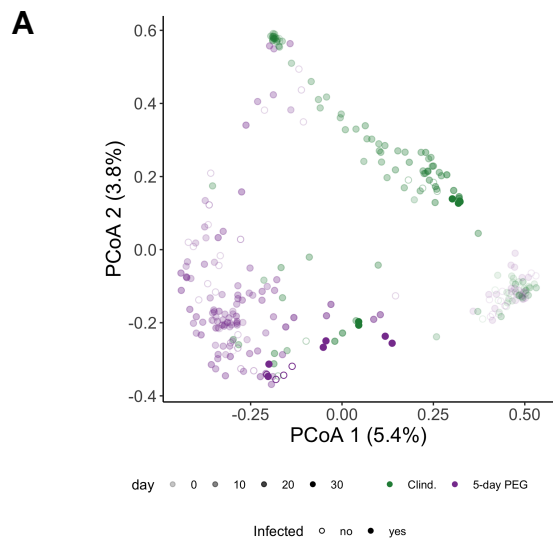 A
PCoA 2 (3.8%)
0.6
0.4
0.2
0.0
-0.2
-0.4
-0.25 0.00 0.25 0.50
PCoA 1 (5.4%)
day 0 10 20 30 Clind. 5-day PEG
Infected no yes